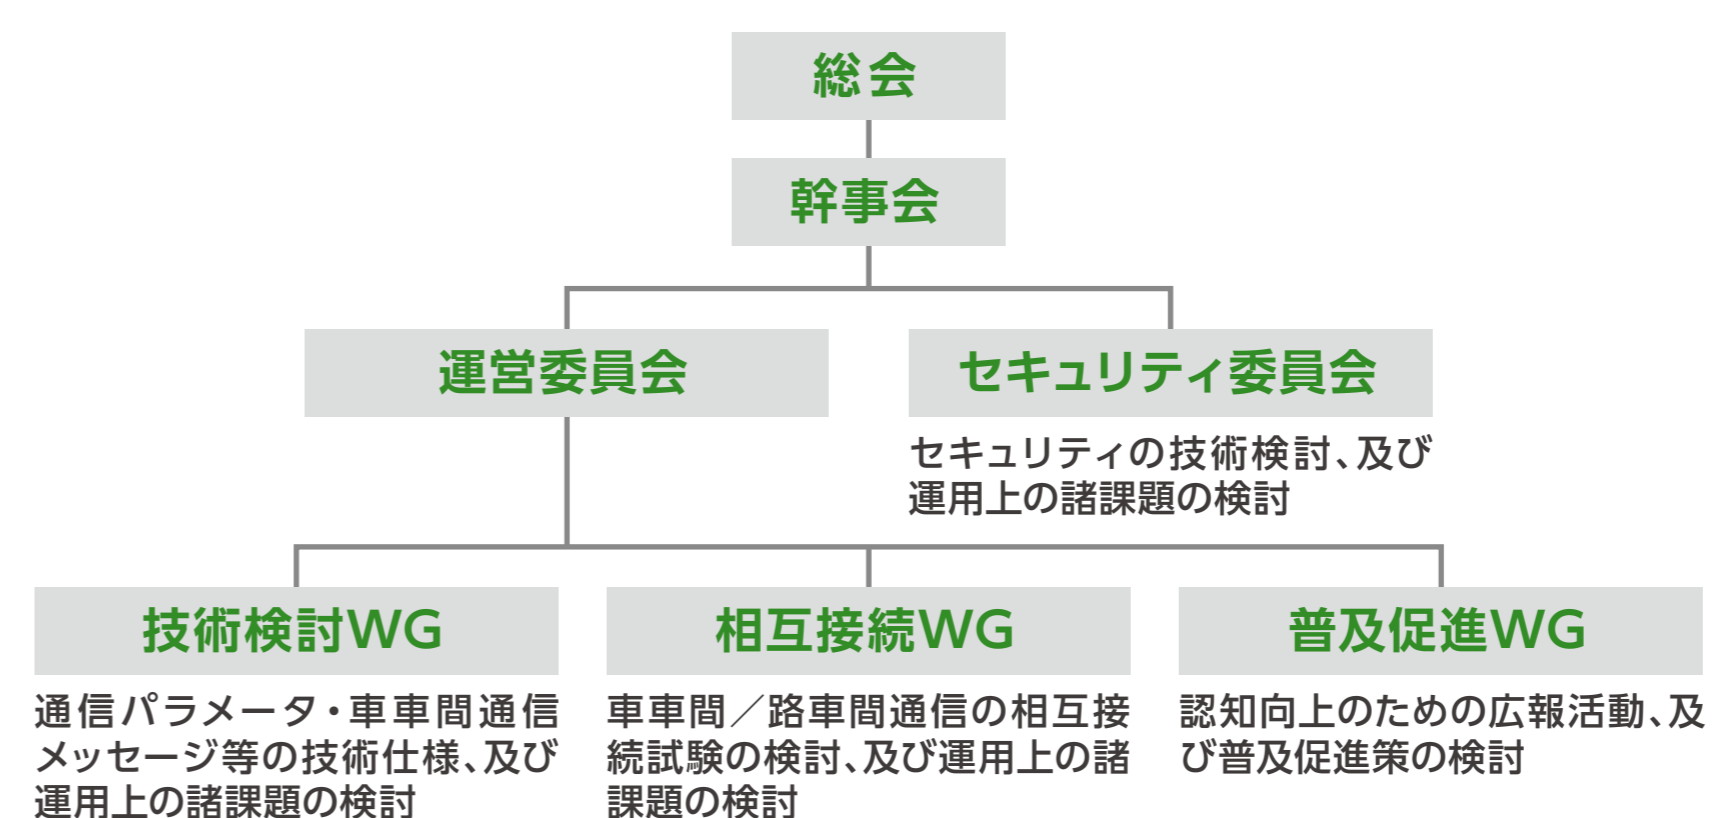 総会
幹事会
運営委員会
セキュリティ委員会
セキュリティの技術検討、及び
運用上の諸課題の検討
技術検討WG
通信パラメータ・車車間通信
メッセージ等の技術仕様、及び
運用上の諸課題の検討
相互接続WG
車車間／路車間通信の相互接
続試験の検討、及び運用上の諸
課題の検討
普及促進WG
認知向上のための広報活動、及
び普及促進策の検討